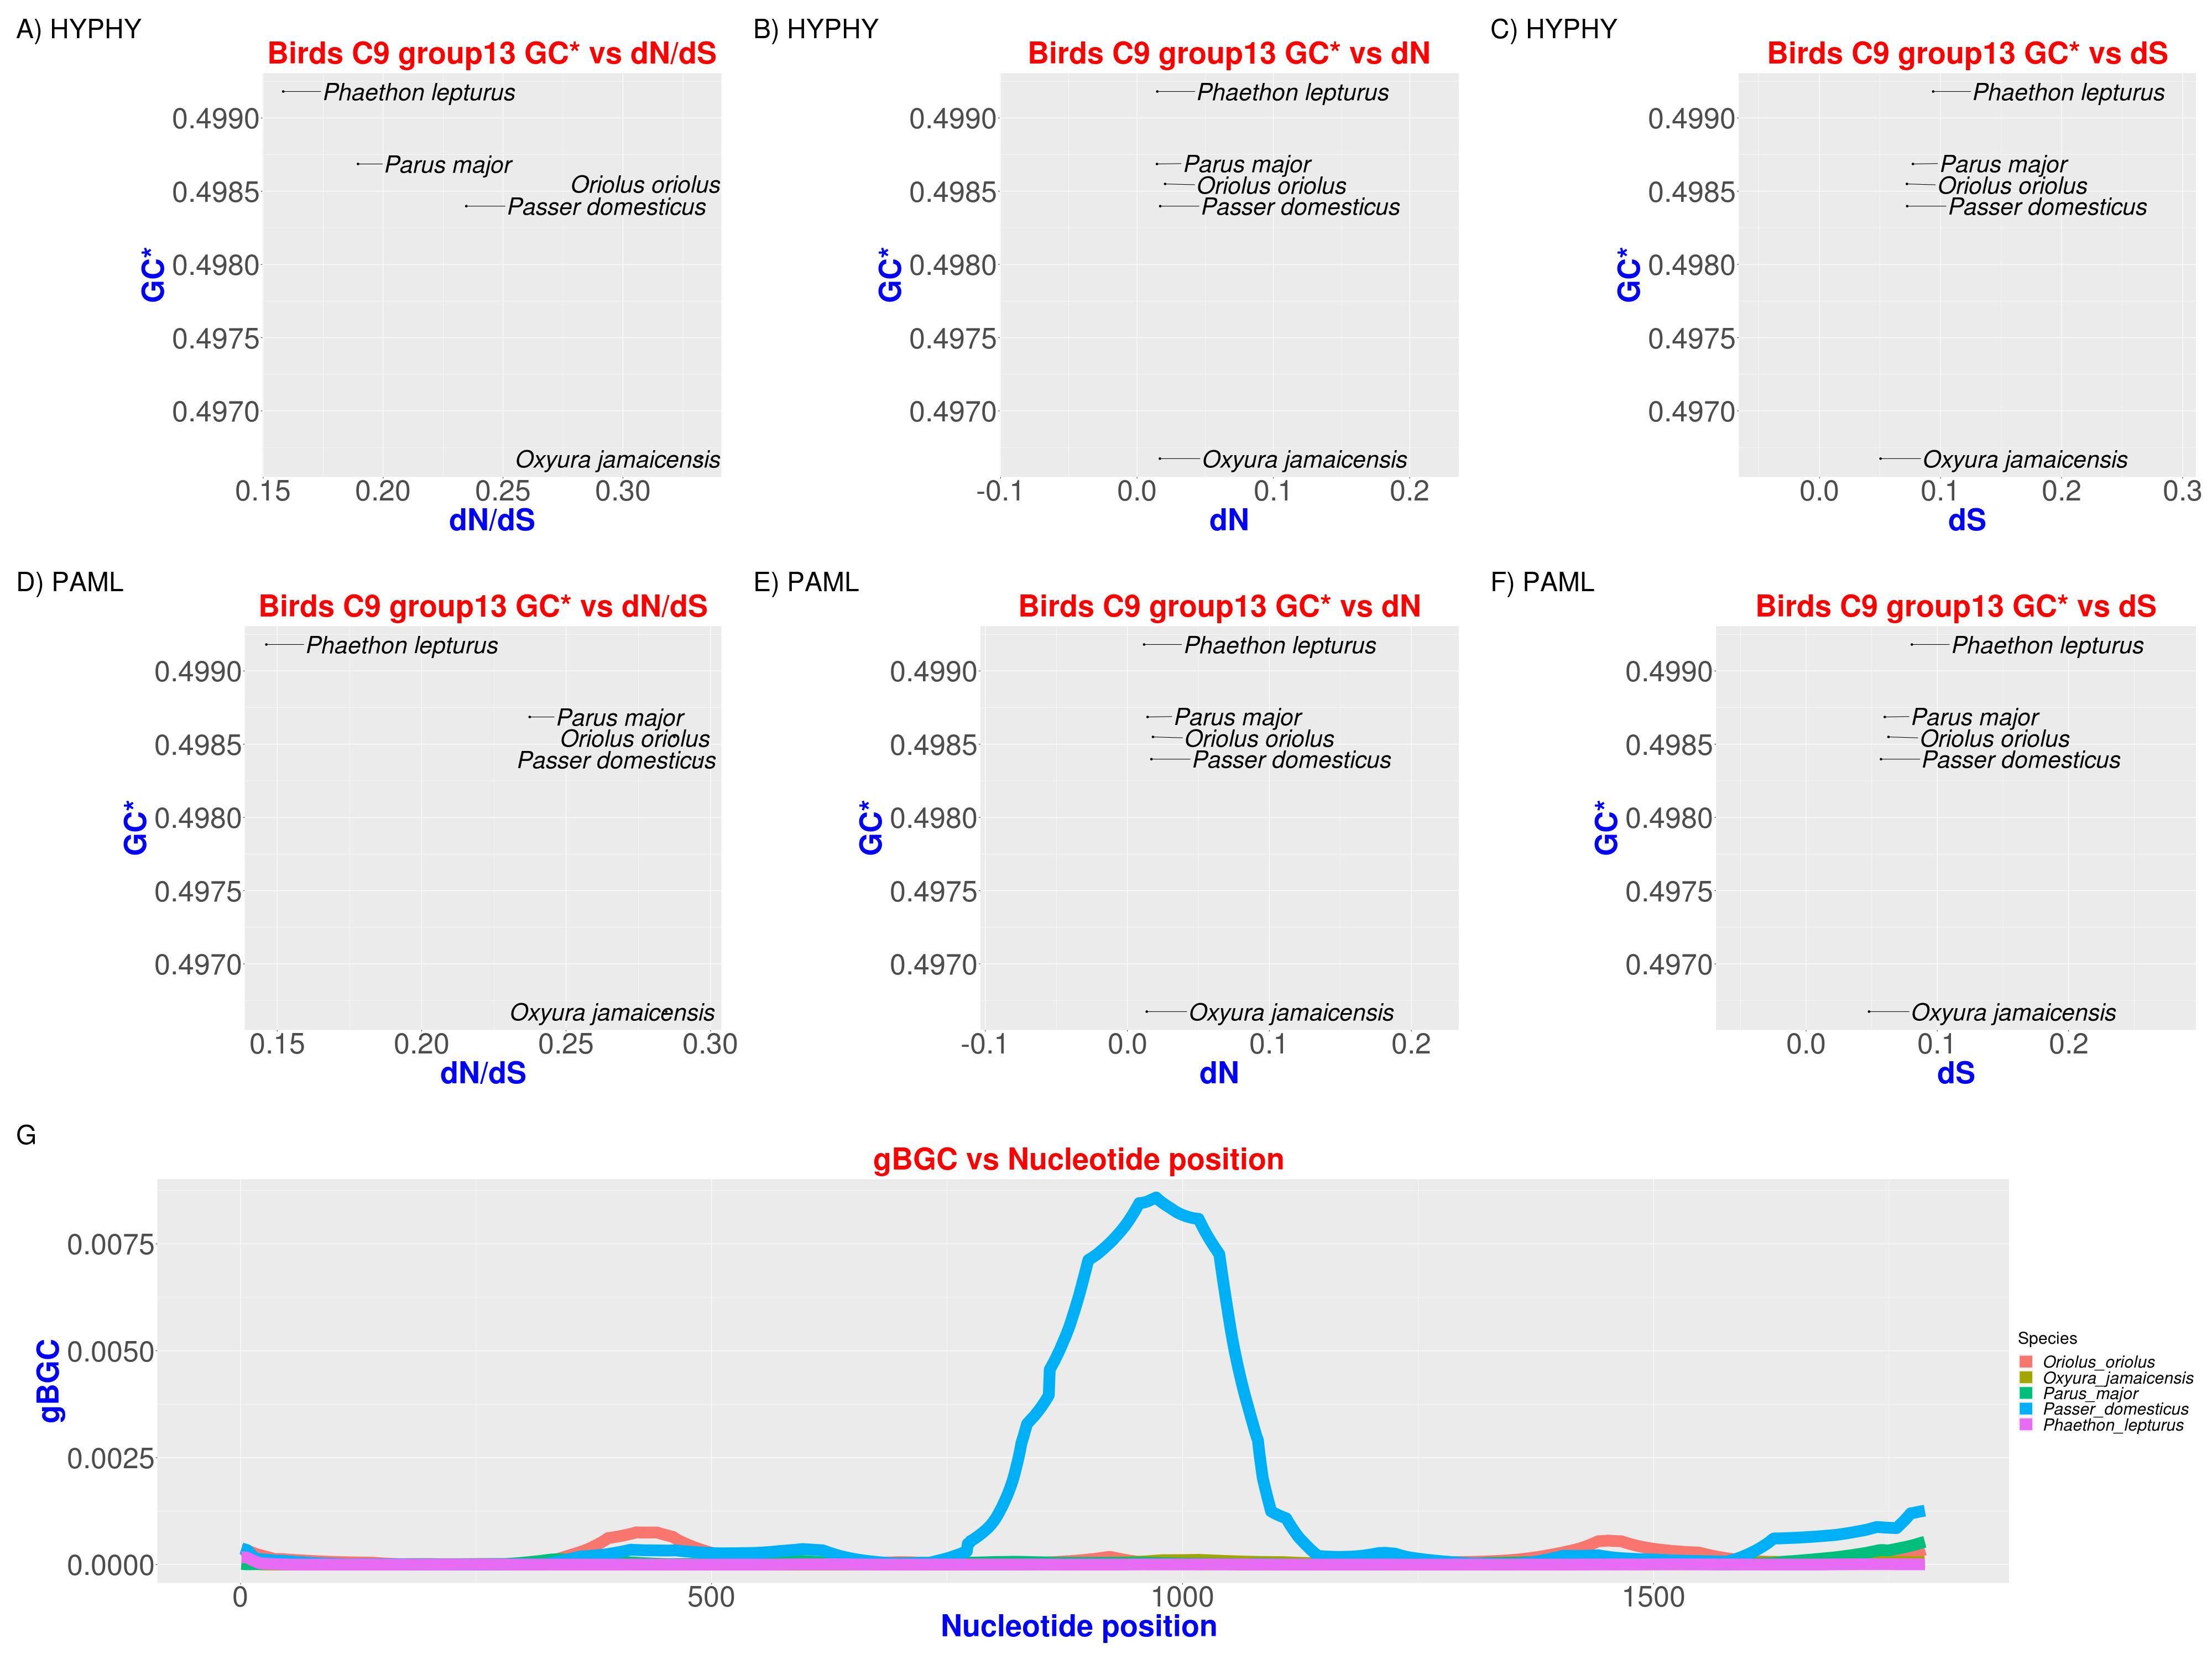 A) HYPHY
Birds C9 group13 GC* vs dN/dS
Phaethon lepturus
0.4990
Parus major
Oriolus oriolus
0.4985
Passer domesticus
0.4980
GC*
0.4975
0.4970
Oxyura jamaicensis
0.15 0.20 0.25 0.30
dN/dS
B) HYPHY
Birds C9 group13 GC* vs dN
Phaethon lepturus
0.4990
Parus major
0.4985
Oriolus oriolus
Passer domesticus
0.4980
GC*
0.4975
0.4970
Oxyura jamaicensis
-0.1 0.0 0.1 0.2
dN
C) HYPHY
Birds C9 group13 GC* vs dS
Phaethon lepturus
0.4990
Parus major
0.4985
Oriolus oriolus
Passer domesticus
0.4980
GC*
0.4975
0.4970
Oxyura jamaicensis
0.0 0.1 0.2 0.3
dS
D) PAML
Birds C9 group13 GC* vs dN/dS
Phaethon lepturus
0.4990
Parus major
Oriolus oriolus
0.4985
Passer domesticus
0.4980
GC*
0.4975
0.4970
Oxyura jamaicensis
0.15 0.20 0.25 0.30
dN/dS
E) PAML
Birds C9 group13 GC* vs dN
Phaethon lepturus
0.4990
Parus major
Oriolus oriolus
0.4985
Passer domesticus
0.4980
GC*
0.4975
0.4970
Oxyura jamaicensis
-0.1 0.0 0.1 0.2
dN
F) PAML
Birds C9 group13 GC* vs dS
Phaethon lepturus
0.4990
Parus major
Oriolus oriolus
0.4985
Passer domesticus
0.4980
GC*
0.4975
0.4970
Oxyura jamaicensis
0.0 0.1 0.2
dS
G
gBGC vs Nucleotide position
0.0075
0.0050
gBGC
0.0025
0.0000
0 500 1000 1500
Nucleotide position
Species
Oriolus_oriolus
Oxyura_jamaicensis
Parus_major
Passer_domesticus
Phaethon_lepturus